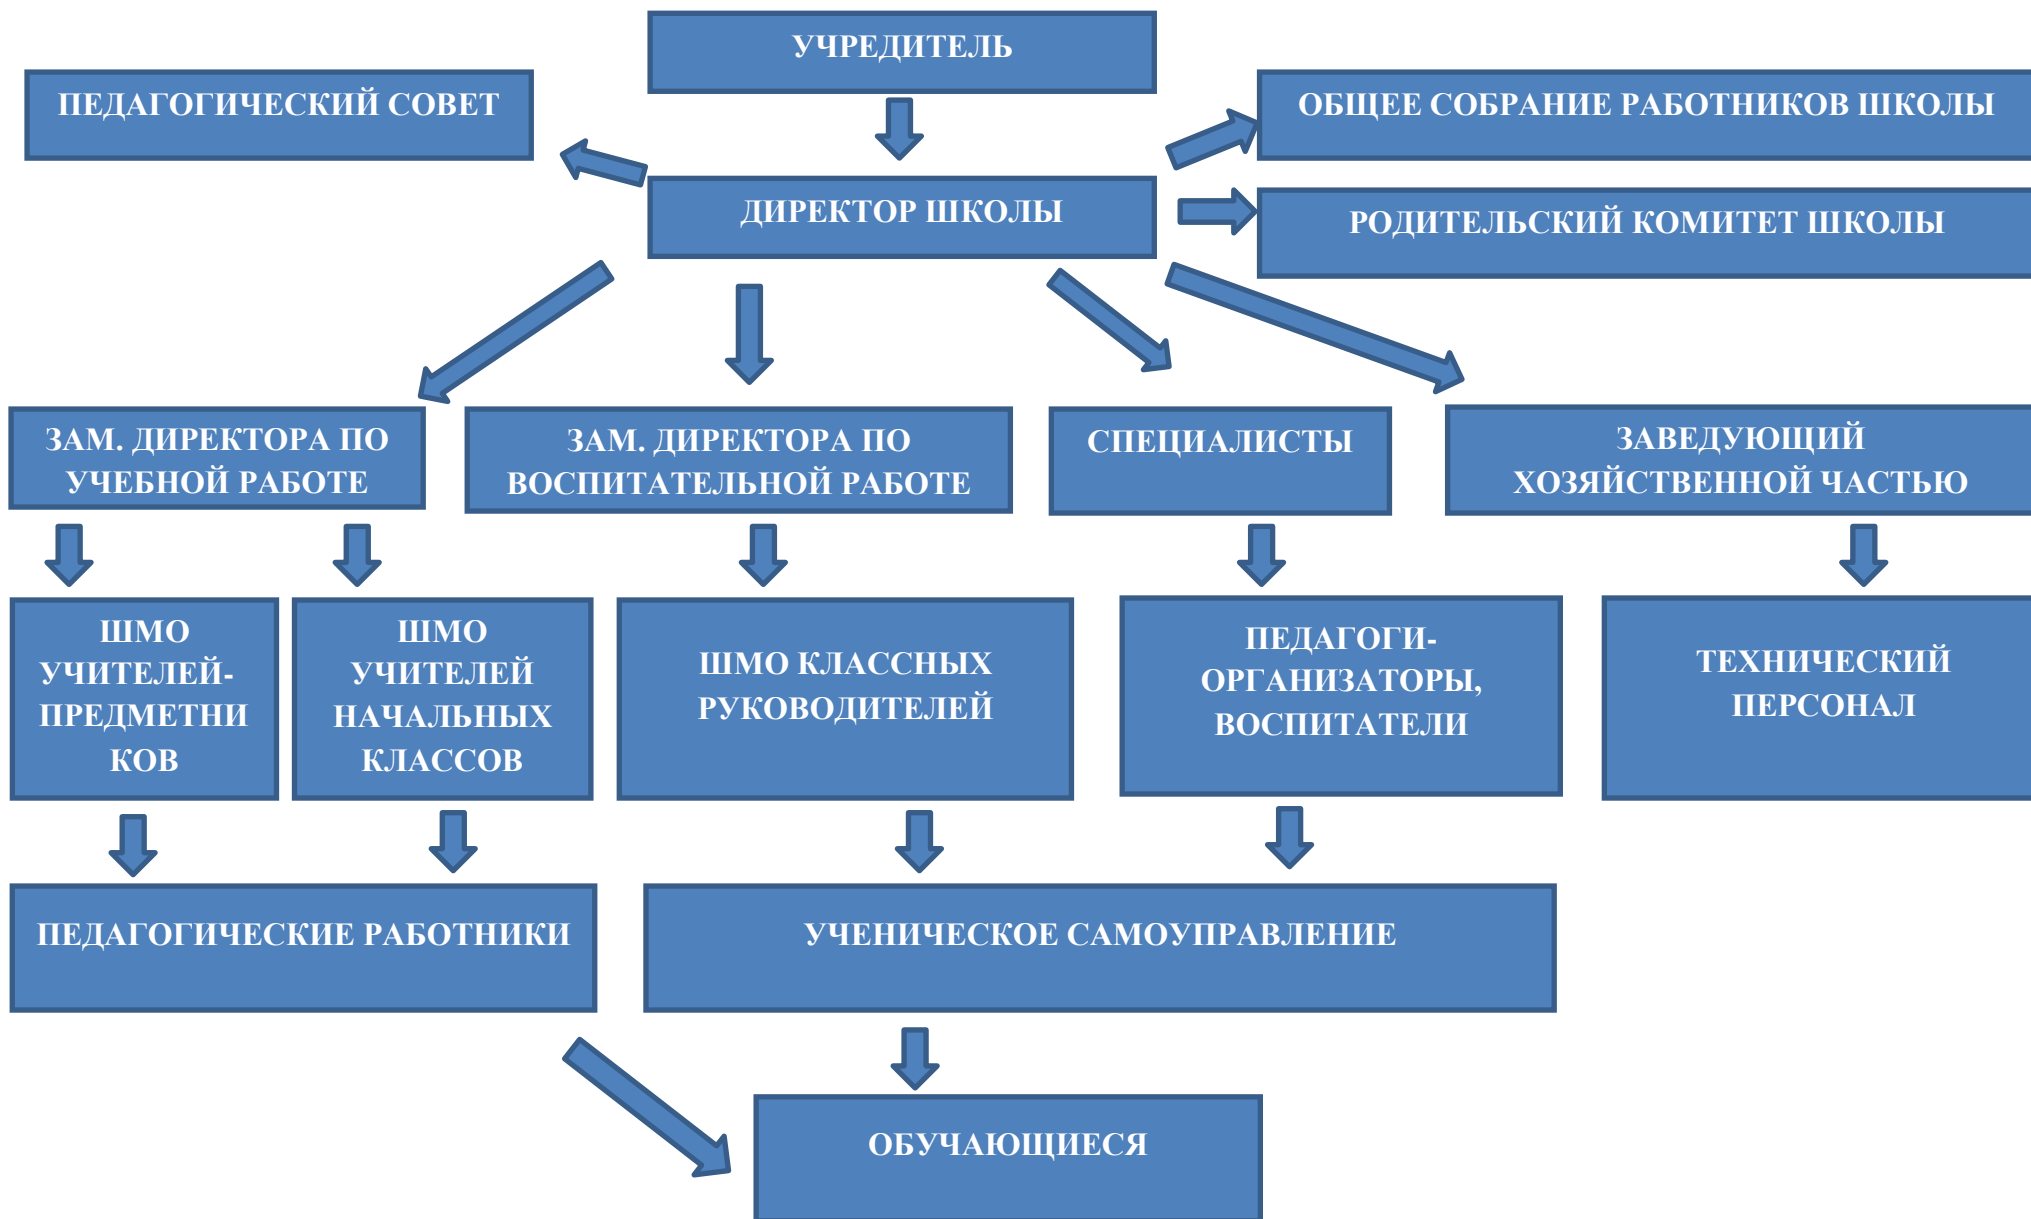 УЧРЕДИТЕЛЬ
ПЕДАГОГИЧЕСКИЙ СОВЕТ
ОБЩЕЕ СОБРАНИЕ РАБОТНИКОВ ШКОЛЫ
ДИРЕКТОР ШКОЛЫ
РОДИТЕЛЬСКИЙ КОМИТЕТ ШКОЛЫ
ЗАМ. ДИРЕКТОРА ПО
УЧЕБНОЙ РАБОТЕ
ЗАМ. ДИРЕКТОРА ПО
ВОСПИТАТЕЛЬНОЙ РАБОТЕ
СПЕЦИАЛИСТЫ
ЗАВЕДУЮЩИЙ
ХОЗЯЙСТВЕННОЙ ЧАСТЬЮ
ШМО
УЧИТЕЛЕЙ-
ПРЕДМЕТНИ
КОВ
ШМО
УЧИТЕЛЕЙ
НАЧАЛЬНЫХ
КЛАССОВ
ШМО КЛАССНЫХ
РУКОВОДИТЕЛЕЙ
ПЕДАГОГИ-
ОРГАНИЗАТОРЫ,
ВОСПИТАТЕЛИ
ТЕХНИЧЕСКИЙ
ПЕРСОНАЛ
ПЕДАГОГИЧЕСКИЕ РАБОТНИКИ
УЧЕНИЧЕСКОЕ САМОУПРАВЛЕНИЕ
ОБУЧАЮЩИЕСЯ